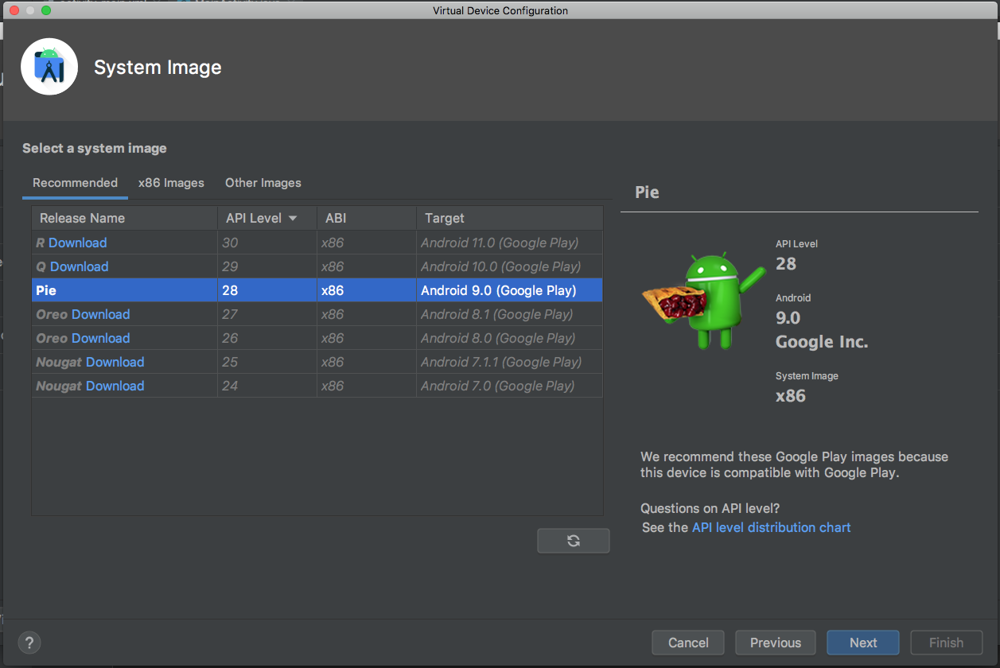 Virtual Device Configuration
System Image
Select a system image
Recommended x86 Images Other Images
Release Name API Level ABI Target
R Download 30 x86 Android 11.0 (Google Play)
Q Download 29 x86 Android 10.0 (Google Play)
Pie 28 x86 Android 9.0 (Google Play)
Oreo Download 27 x86 Android 8.1 (Google Play)
Oreo Download 26 x86 Android 8.0 (Google Play)
Nougat Download 25 x86 Android 7.1.1 (Google Play)
Nougat Download 24 x86 Android 7.0 (Google Play)
Pie
API Level
28
Android
9.0
Google Inc.
System Image
x86
We recommend these Google Play images because
this device is compatible with Google Play.
Questions on API level?
See the API level distribution chart
? Cancel Previous Next Finish